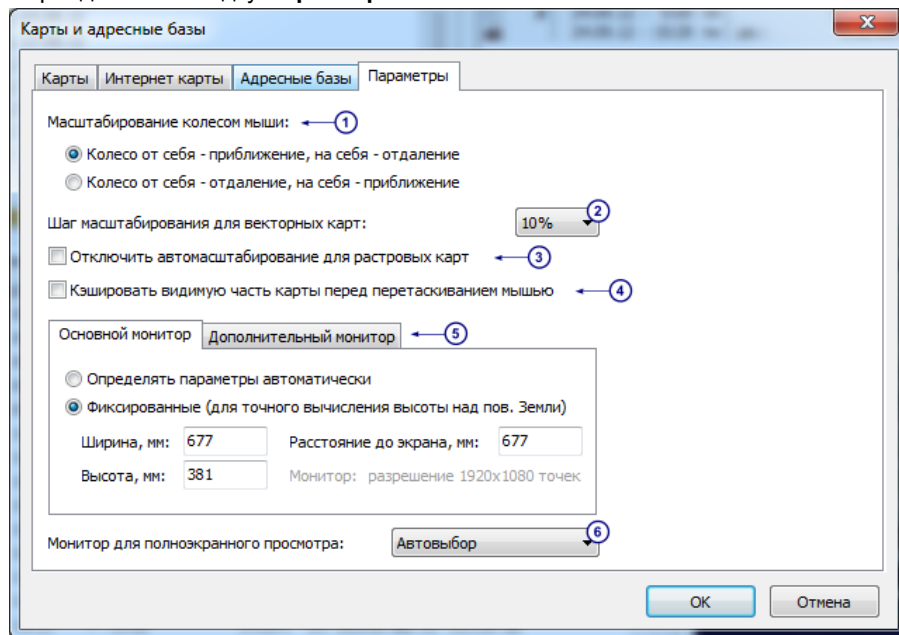 Карты и адресные базы
Карты Интернет карты Адресные базы Параметры
Масштабирование колесом мыши: 1
Колесо от себя - приближение, на себя - отдаление
Колесо от себя - отдаление, на себя - приближение
Шаг масштабирования для векторных карт: 10% 2
Отключить автомасштабирование для растровых карт 3
Кэшировать видимую часть карты перед перетаскиванием мышью 4
Основной монитор Дополнительный монитор 5
Определять параметры автоматически
Фиксированные (для точного вычисления высоты над пов. Земли)
Ширина, мм: 677 Расстояние до экрана, мм: 677
Высота, мм: 381 Монитор: разрешение 1920x1080 точек
Монитор для полноэкранного просмотра: Автовыбор 6
OK Отмена